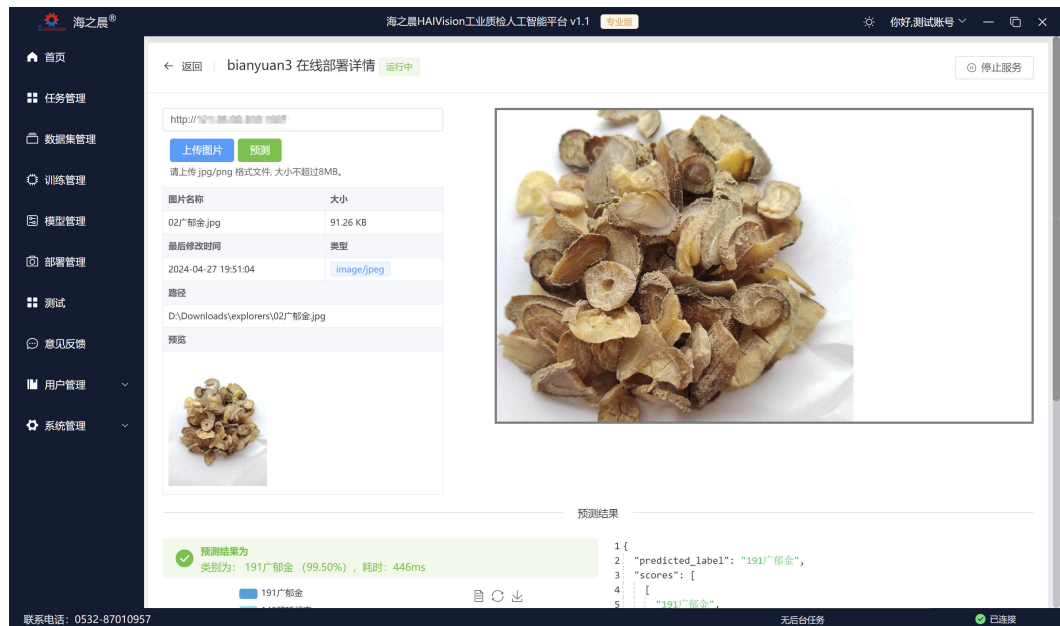 海之晨®
海之晨HAIVision工业质检人工智能平台 v1.1 专业版
你好,测试账号
首页
任务管理
数据集管理
训练管理
模型管理
部署管理
测试
意见反馈
用户管理
系统管理
返回 bianyuan3 在线部署详情 运行中
停止服务
http://
上传图片 预测
请上传 jpg/png 格式文件, 大小不超过8MB。
图片名称 大小
02广郁金.jpg 91.26 KB
最后修改时间 类型
2024-04-27 19:51:04 image/jpeg
路径
D:\Downloads\explorers\02广郁金.jpg
预览
预测结果
预测结果为
类别为: 191广郁金 (99.50%) , 耗时: 446ms
191广郁金
1 {
2 "predicted_label": "191广郁金",
3 "scores": [
4 [
5 "191广郁金",
联系电话: 0532-87010957
无后台任务
已连接